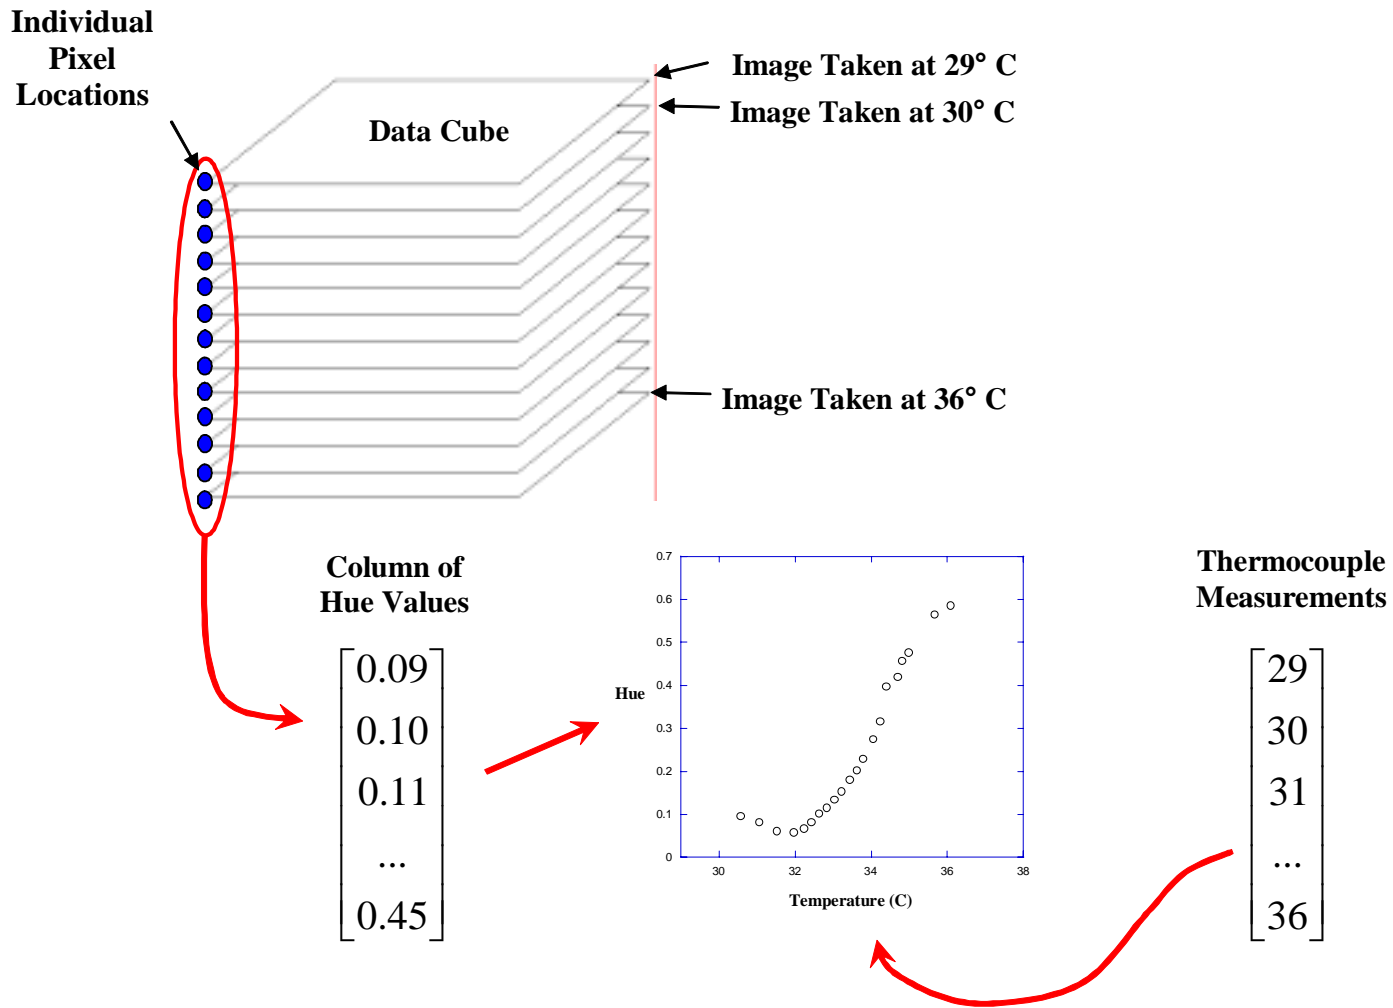 Individual
Pixel
Locations
Data Cube
Image Taken at 29° C
Image Taken at 30° C
Image Taken at 36° C
Column of
Hue Values
0.09
0.10
0.11
...
0.45
0.7
0.6
0.5
0.4
0.3
0.2
0.1
0
Hue
30 32 34 36 38
Temperature (C)
Thermocouple
Measurements
29
30
31
...
36